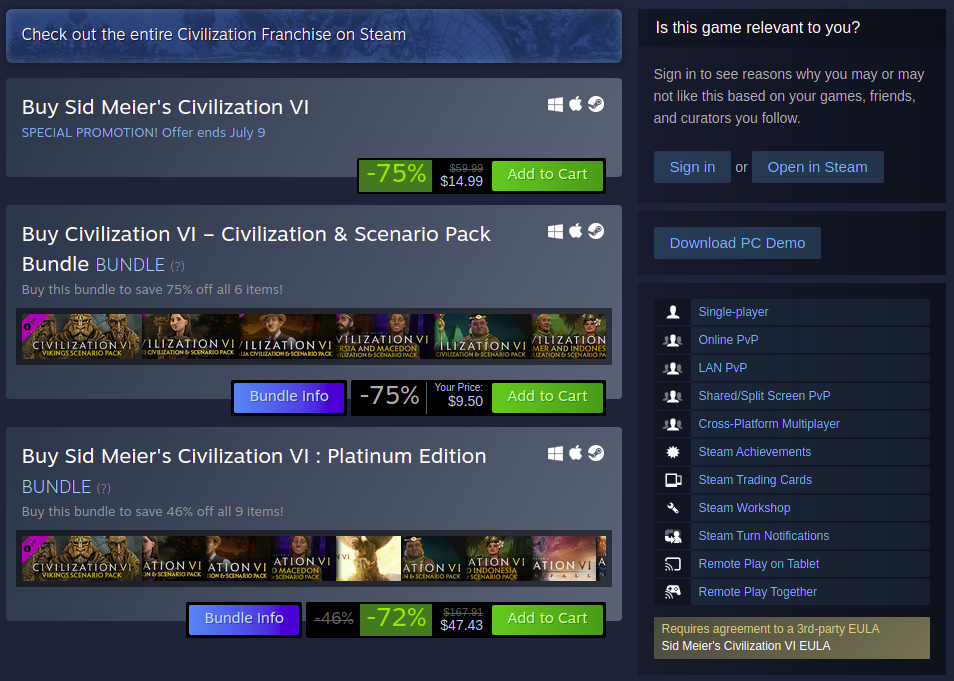 Check out the entire Civilization Franchise on Steam
Buy Sid Meier's Civilization VI
SPECIAL PROMOTION! Offer ends July 9
-75%
$59.99
$14.99
Add to Cart
Buy Civilization VI – Civilization & Scenario Pack
Bundle BUNDLE (?)
Buy this bundle to save 75% off all 6 items!
CIVILIZATION VI
VIKINGS SCENARIO PACK
Bundle info
-75%
Your Price:
$9.50
Add to Cart
Buy Sid Meier's Civilization VI : Platinum Edition
BUNDLE (?)
Buy this bundle to save 46% off all 9 items!
CIVILIZATION VI
VIKINGS SCENARIO PACK
Bundle info
-46%
-72%
$167.91
$47.43
Add to Cart
Is this game relevant to you?
Sign in to see reasons why you may or may
not like this based on your games, friends,
and curators you follow.
Sign in or Open in Steam
Download PC Demo
Single-player
Online PvP
LAN PvP
Shared/Split Screen PvP
Cross-Platform Multiplayer
Steam Achievements
Steam Trading Cards
Steam Workshop
Steam Turn Notifications
Remote Play on Tablet
Remote Play Together
Requires agreement to a 3rd-party EULA
Sid Meier's Civilization VI EULA